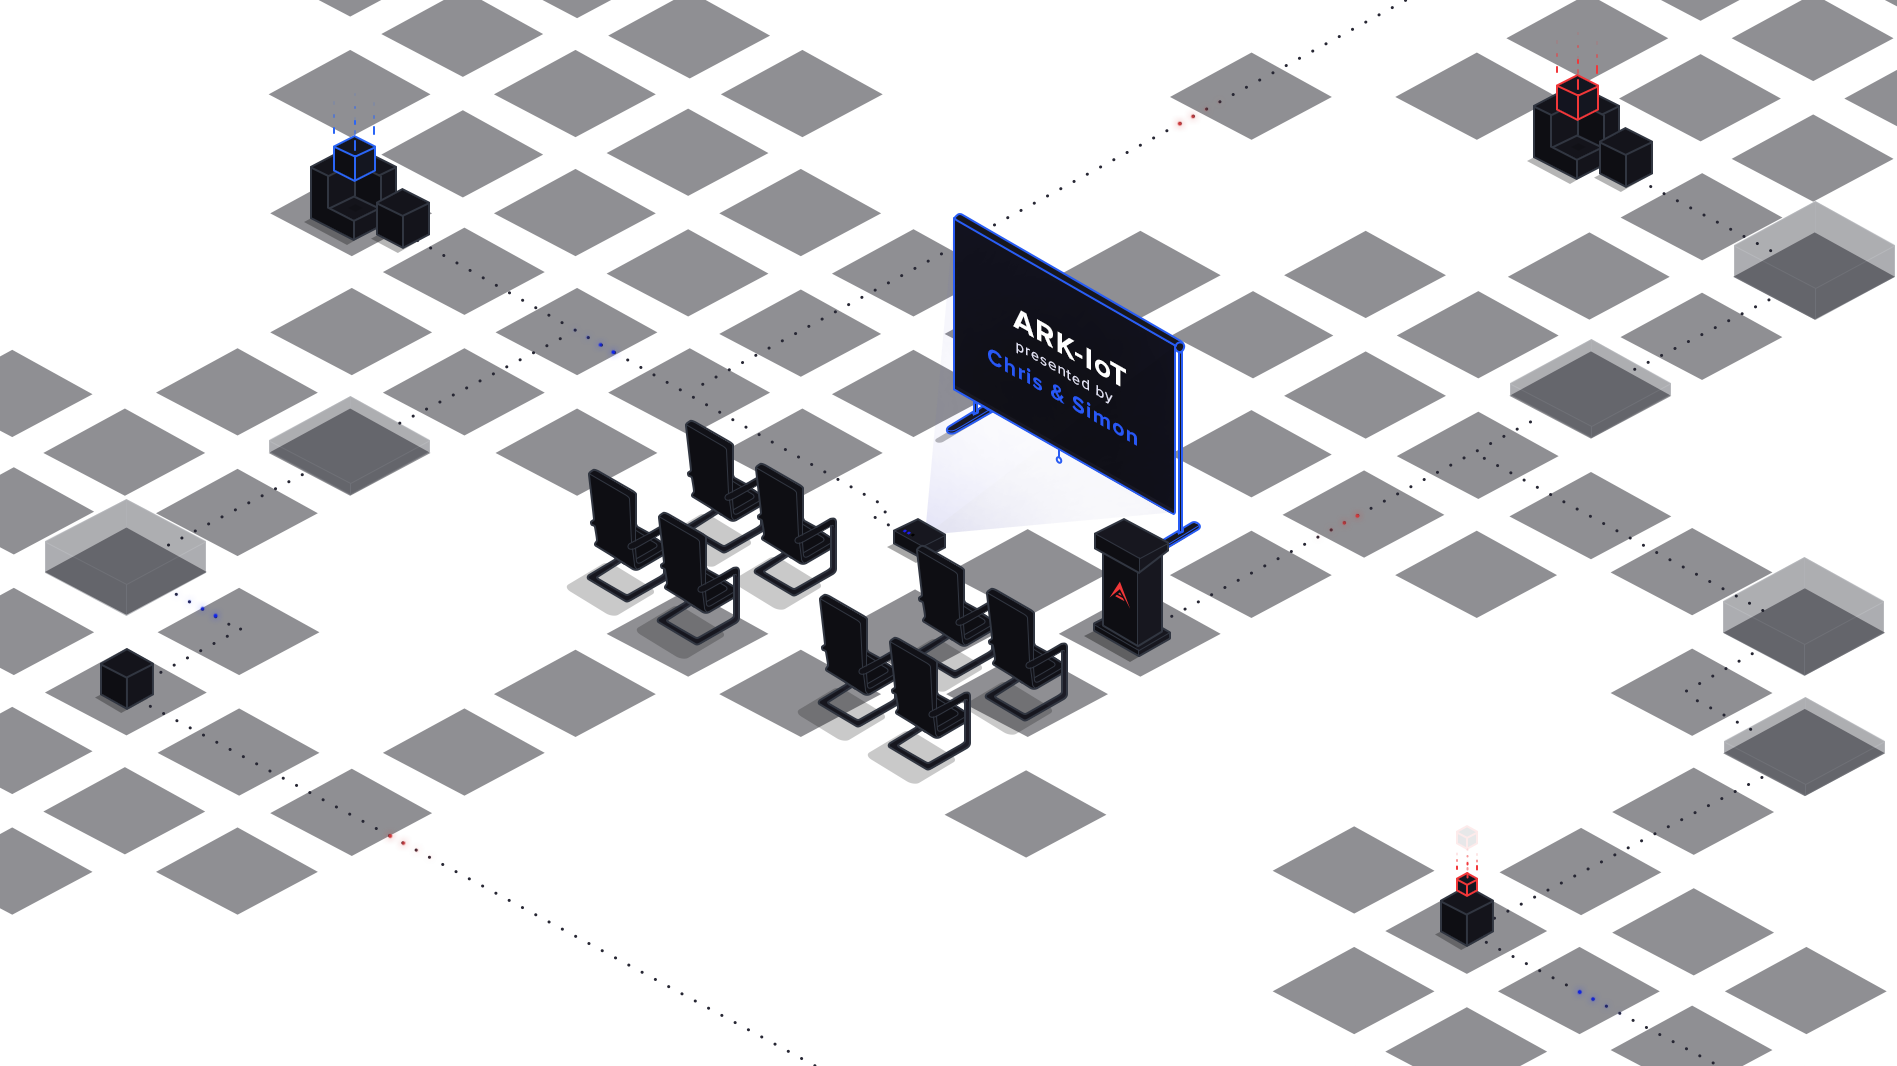 ARK-IoT
presented by
Chris & Simon